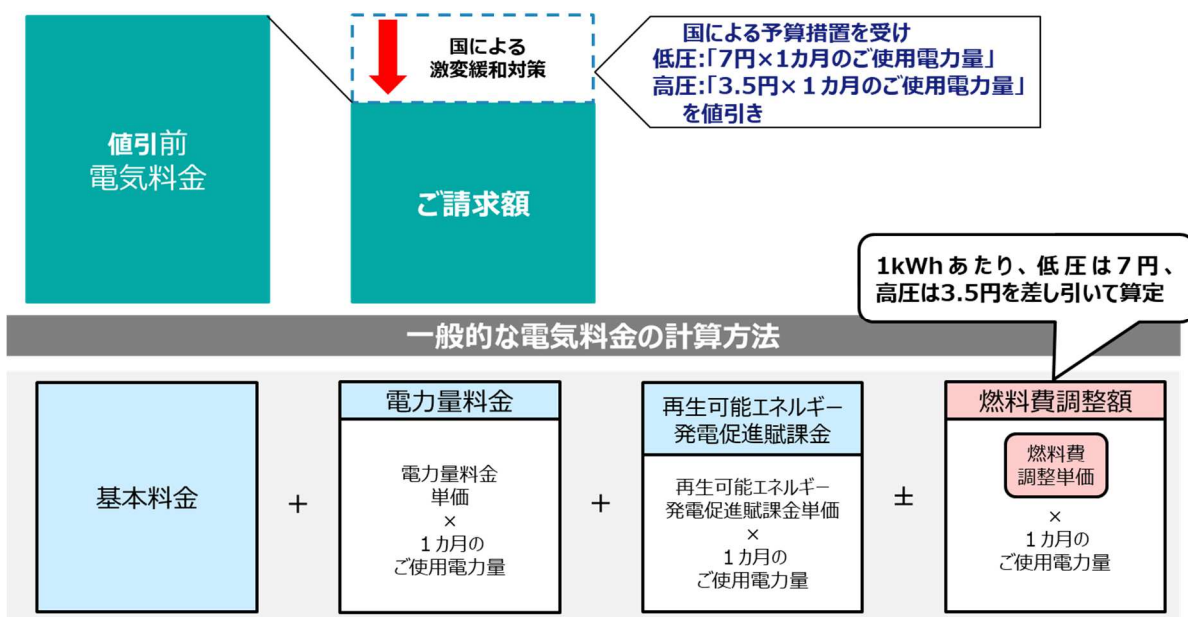 値引前
電気料金
国による
激変緩和対策
ご請求額
国による予算措置を受け
低圧:「7円×1カ月のご使用電力量」
高圧:「3.5円×１カ月のご使用電力量」
を値引き
1kWhあたり、低圧は７円、
高圧は3.5円を差し引いて算定
一般的な電気料金の計算方法
基本料金
+
電力量料金
電力量料金
単価
×
１カ月の
ご使用電力量
+
再生可能エネルギー
発電促進賦課金
再生可能エネルギー
発電促進賦課金単価
×
１カ月の
ご使用電力量
±
燃料費調整額
燃料費
調整単価
×
１カ月の
ご使用電力量